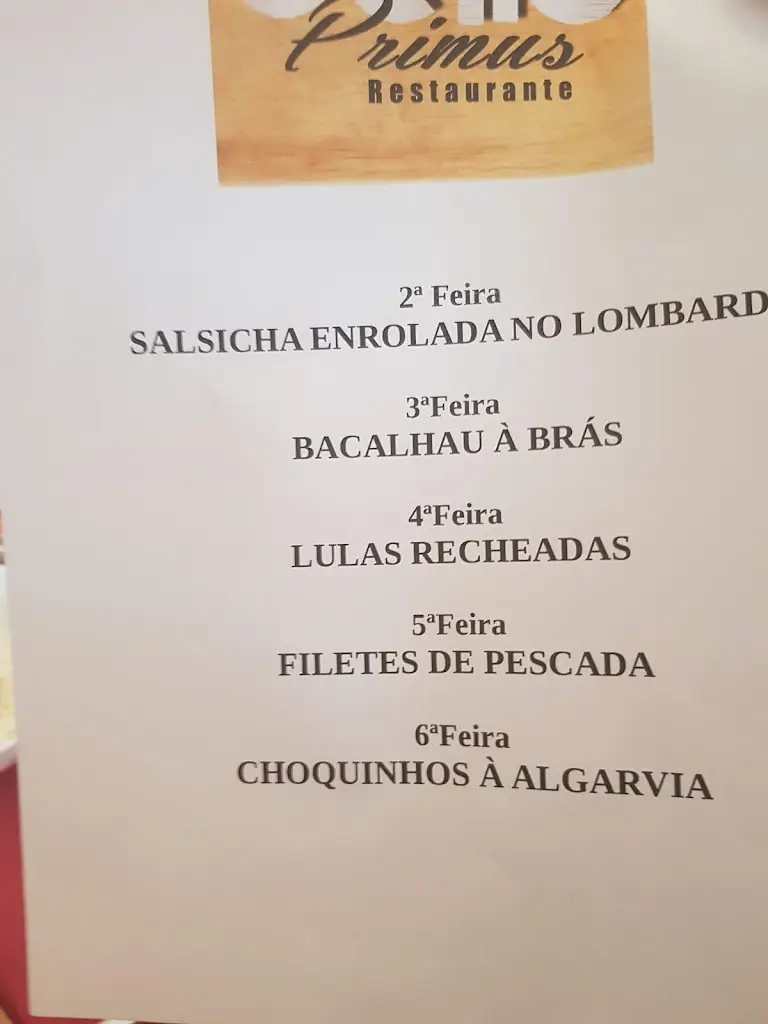 Primus
Restaurante
2ª Feira
SALSICHA ENROLADA NO LOMBARD
3ªFeira
BACALHAU À BRÁS
4ªFeira
LULAS RECHEADAS
5ªFeira
FILETES DE PESCADA
6ªFeira
CHOQUINHOS À ALGARVIA